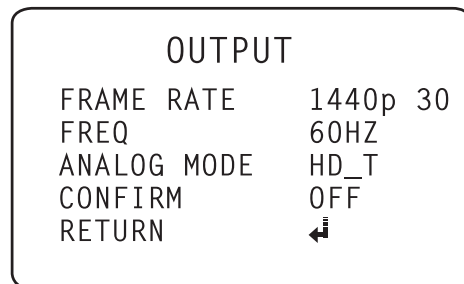 OUTPUT
FRAME RATE 1440p 30
FREQ 60HZ
ANALOG MODE HD_T
CONFIRM OFF
RETURN ↲